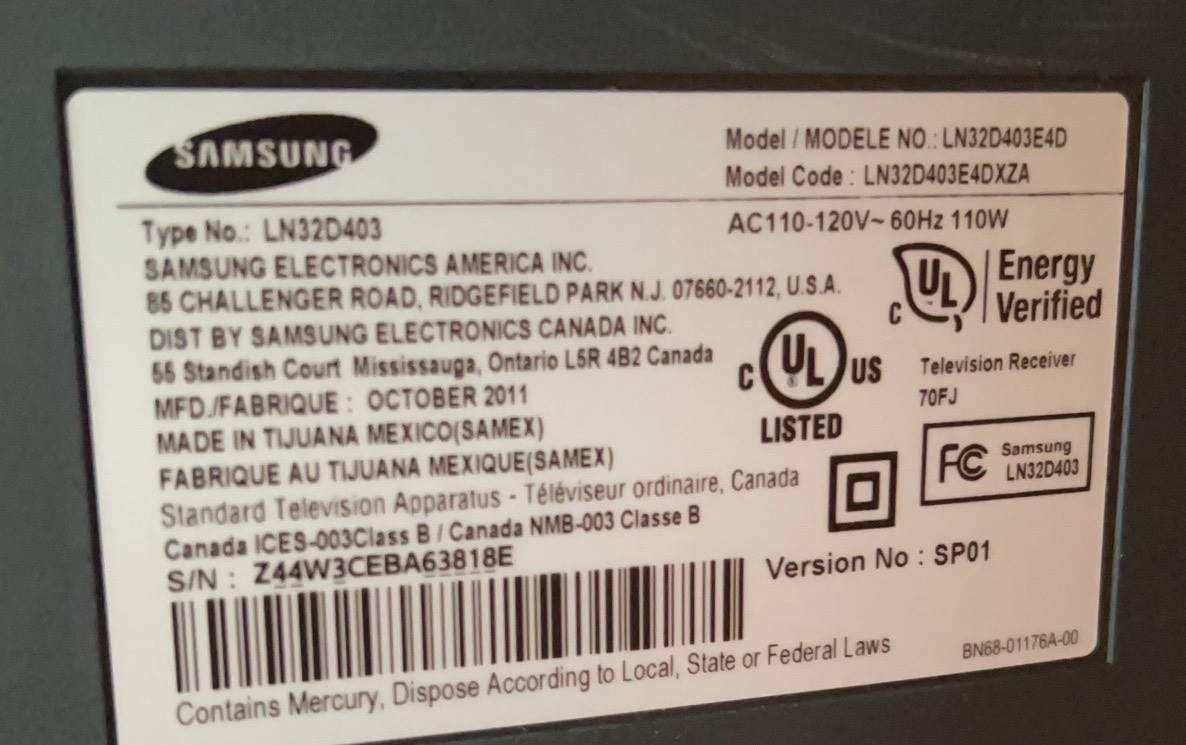 SAMSUNG
Model / MODELE NO.: LN32D403E4D
Model Code : LN32D403E4DXZA
Type No.: LN32D403
AC110-120V~ 60Hz 110W
SAMSUNG ELECTRONICS AMERICA INC.
85 CHALLENGER ROAD, RIDGEFIELD PARK N.J. 07660-2112, U.S.A.
DIST BY SAMSUNG ELECTRONICS CANADA INC.
55 Standish Court Mississauga, Ontario L5R 4B2 Canada
MFD./FABRIQUE : OCTOBER 2011
MADE IN TIJUANA MEXICO(SAMEX)
FABRIQUE AU TIJUANA MEXIQUE(SAMEX)
Standard Television Apparatus - Téléviseur ordinaire, Canada
Canada ICES-003Class B / Canada NMB-003 Classe B
S/N : Z44W3CEBA63818E
C UL
Energy
Verified
C UL ® US
LISTED
Television Receiver
70FJ
FC
Samsung
LN32D403
Version No : SP01
Contains Mercury, Dispose According to Local, State or Federal Laws
BN68-01176A-00